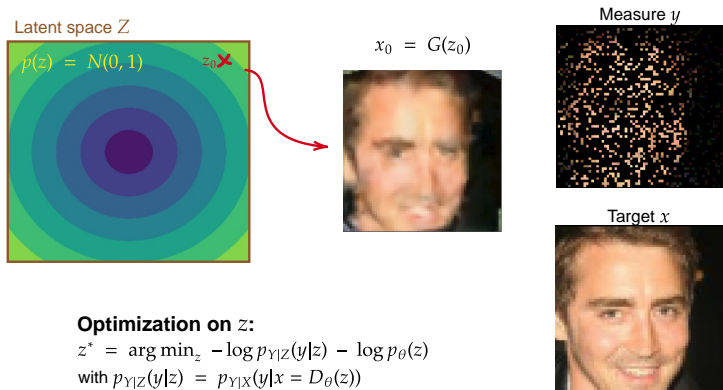 Latent space Z
p(z) = N(0, 1)
z₀
x₀ = G(z₀)
Measure y
Target x
Optimization on z:
z* = arg min_z − log p_{Y|Z}(y|z) − log p_θ(z)
with p_{Y|Z}(y|z) = p_{Y|X}(y|x = D_θ(z))